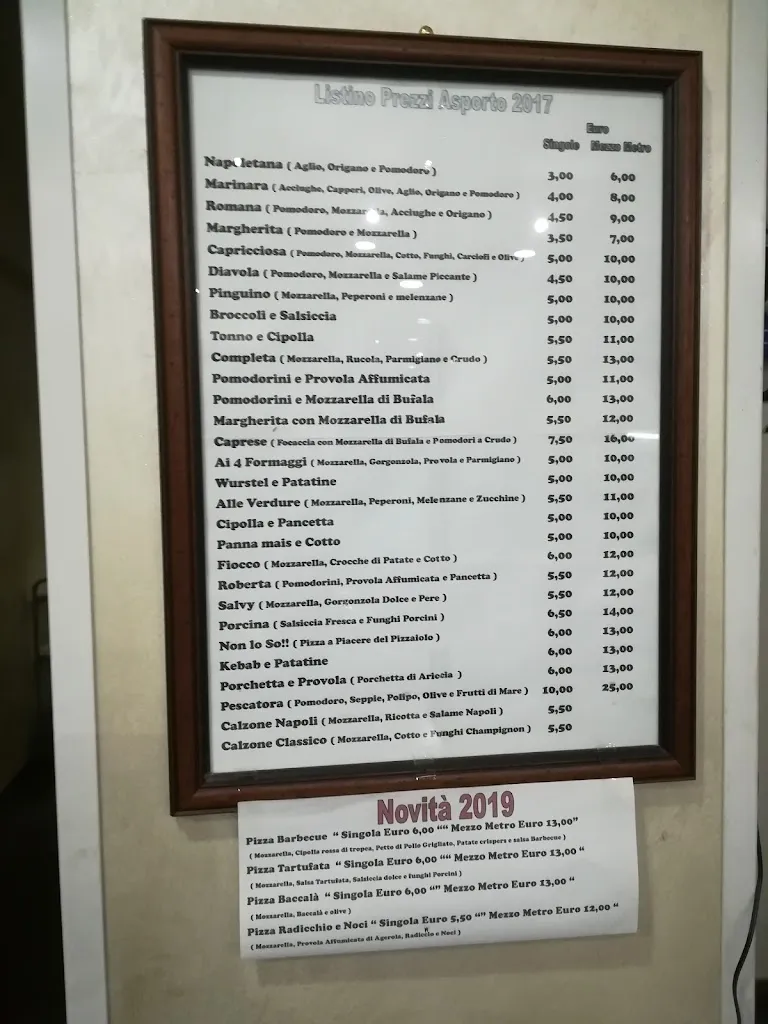 Listino Prezzi Asporto 2017
Euro
Singole Mezzo Metro
Napoletana ( Aglio, Origano e Pomodoro ) 3,00 6,00
Marinara ( Acciughe, Capperi, Olive, Aglio, Origano e Pomodoro ) 4,00 8,00
Romana ( Pomodoro, Mozzarella, Acciughe e Origano ) 4,50 9,00
Margherita ( Pomodoro e Mozzarella ) 3,50 7,00
Capricciosa ( Pomodoro, Mozzarella, Cotto, Funghi, Carciofi e Olive ) 5,00 10,00
Diavola ( Pomodoro, Mozzarella e Salame Piccante ) 4,50 10,00
Pinguino ( Mozzarella, Peperoni e melenzane ) 5,00 10,00
Broccoli e Salsiccia 5,00 10,00
Tonno e Cipolla 5,50 11,00
Completa ( Mozzarella, Rucola, Parmigiano e Crudo ) 5,50 13,00
Pomodorini e Provola Affumicata 5,00 11,00
Pomodorini e Mozzarella di Bufala 6,00 13,00
Margherita con Mozzarella di Bufala 5,50 12,00
Caprese ( Focaccia con Mozzarella di Bufala e Pomodori a Crudo ) 7,50 16,00
Ai 4 Formaggi ( Mozzarella, Gorgonzola, Provola e Parmigiano ) 5,00 10,00
Wurstel e Patatine 5,00 10,00
Alle Verdure ( Mozzarella, Peperoni, Melenzane e Zucchine ) 5,50 11,00
Cipolla e Pancetta 5,00 10,00
Panna mais e Cotto 5,00 10,00
Fiocco ( Mozzarella, Crocche di Patate e Cotto ) 6,00 12,00
Roberta ( Pomodorini, Provola Affumicata e Pancetta ) 5,50 12,00
Salvy ( Mozzarella, Gorgonzola Dolce e Pere ) 5,50 12,00
Porcina ( Salsiccia Fresca e Funghi Porcini ) 6,50 14,00
Non lo So!! ( Pizza a Piacere del Pizzaiolo ) 6,00 13,00
Kebab e Patatine 6,00 13,00
Porchetta e Provola ( Porchetta di Ariccia ) 6,00 13,00
Pescatora ( Pomodoro, Seppie, Polipo, Olive e Frutti di Mare ) 10,00 25,00
Calzone Napoli ( Mozzarella, Ricotta e Salame Napoli ) 5,50
Calzone Classico ( Mozzarella, Cotto e Funghi Champignon ) 5,50
Novità 2019
Pizza Barbecue “ Singola Euro 6,00 ““ Mezzo Metro Euro 13,00”
( Mozzarella, Cipolla rossa di tropea, Petto di Pollo Grigliato, Patate crispers e salsa Barbecue )
Pizza Tartufata “ Singola Euro 6,00 ““ Mezzo Metro Euro 13,00 “
( Mozzarella, Salsa Tartufata, Salsiccia dolce e funghi Porcini )
Pizza Baccalà “ Singola Euro 6,00 “” Mezzo Metro Euro 13,00 “
( Mozzarella, Baccalà e olive )
Pizza Radicchio e Noci “ Singola Euro 5,50 “” Mezzo Metro Euro 12,00 “
( Mozzarella, Provola Affumicata di Agerola, Radiccio e Noci )